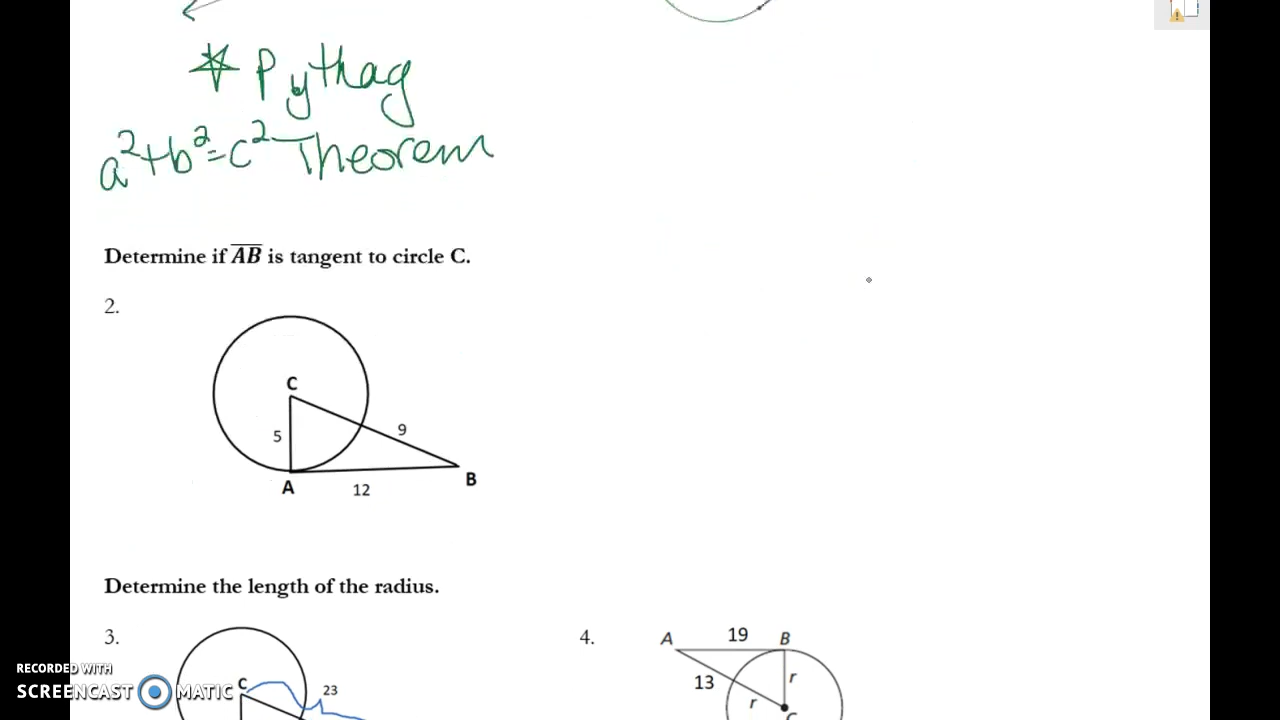 * Pythag
a²+b²=c² Theorem
Determine if AB is tangent to circle C.
2.
C
5
9
A
12
B
Determine the length of the radius.
3.
C
23
4.
A
19
B
13
r
r
C
RECORDED WITH
SCREENCAST MATIC